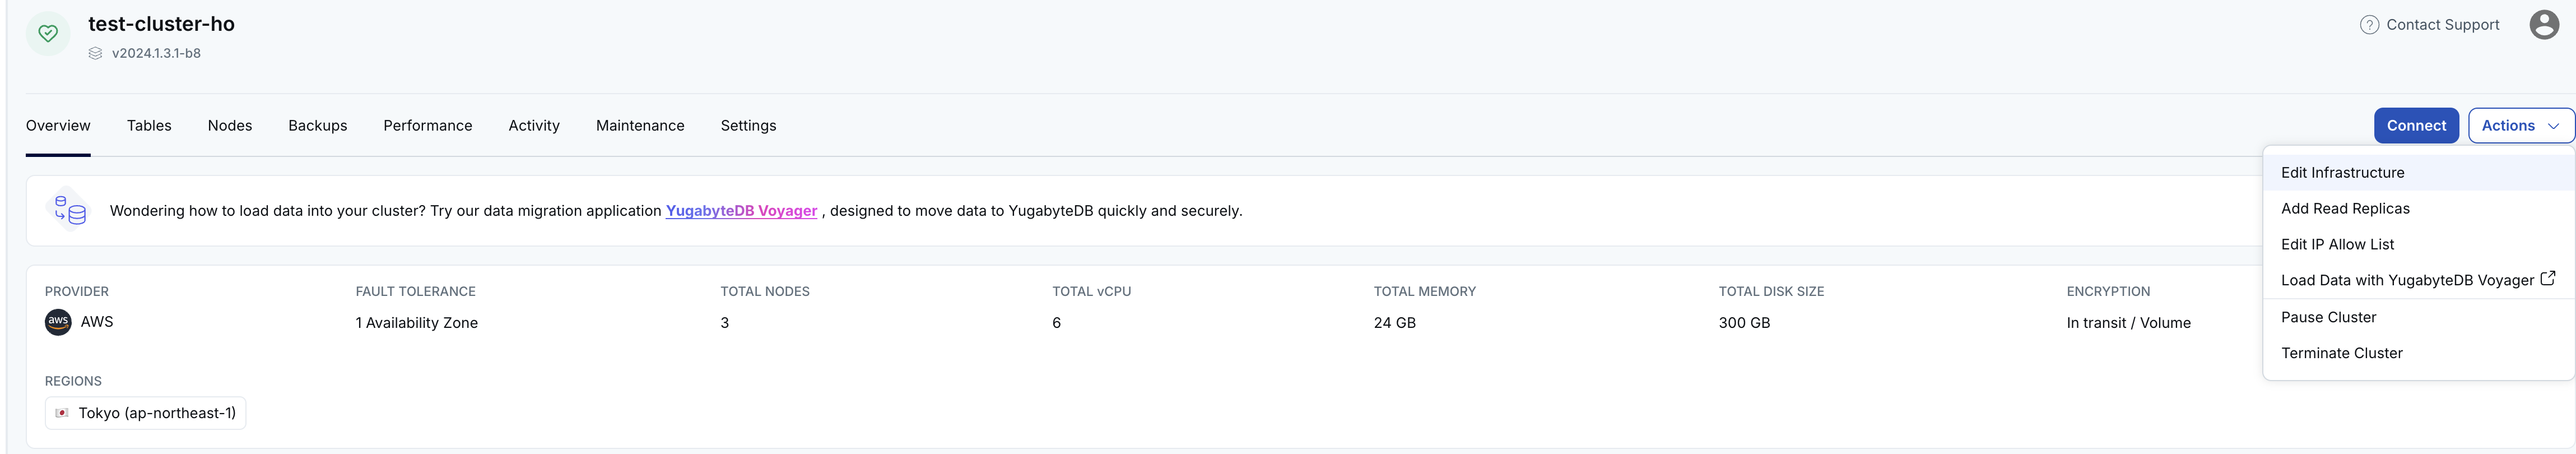 test-cluster-ho
v2024.1.3.1-b8
Contact Support
Overview Tables Nodes Backups Performance Activity Maintenance Settings
Connect Actions
Edit Infrastructure
Add Read Replicas
Edit IP Allow List
Load Data with YugabyteDB Voyager
Pause Cluster
Terminate Cluster
Wondering how to load data into your cluster? Try our data migration application YugabyteDB Voyager , designed to move data to YugabyteDB quickly and securely.
PROVIDER FAULT TOLERANCE TOTAL NODES TOTAL vCPU TOTAL MEMORY TOTAL DISK SIZE ENCRYPTION
aws AWS 1 Availability Zone 3 6 24 GB 300 GB In transit / Volume
REGIONS
Tokyo (ap-northeast-1)